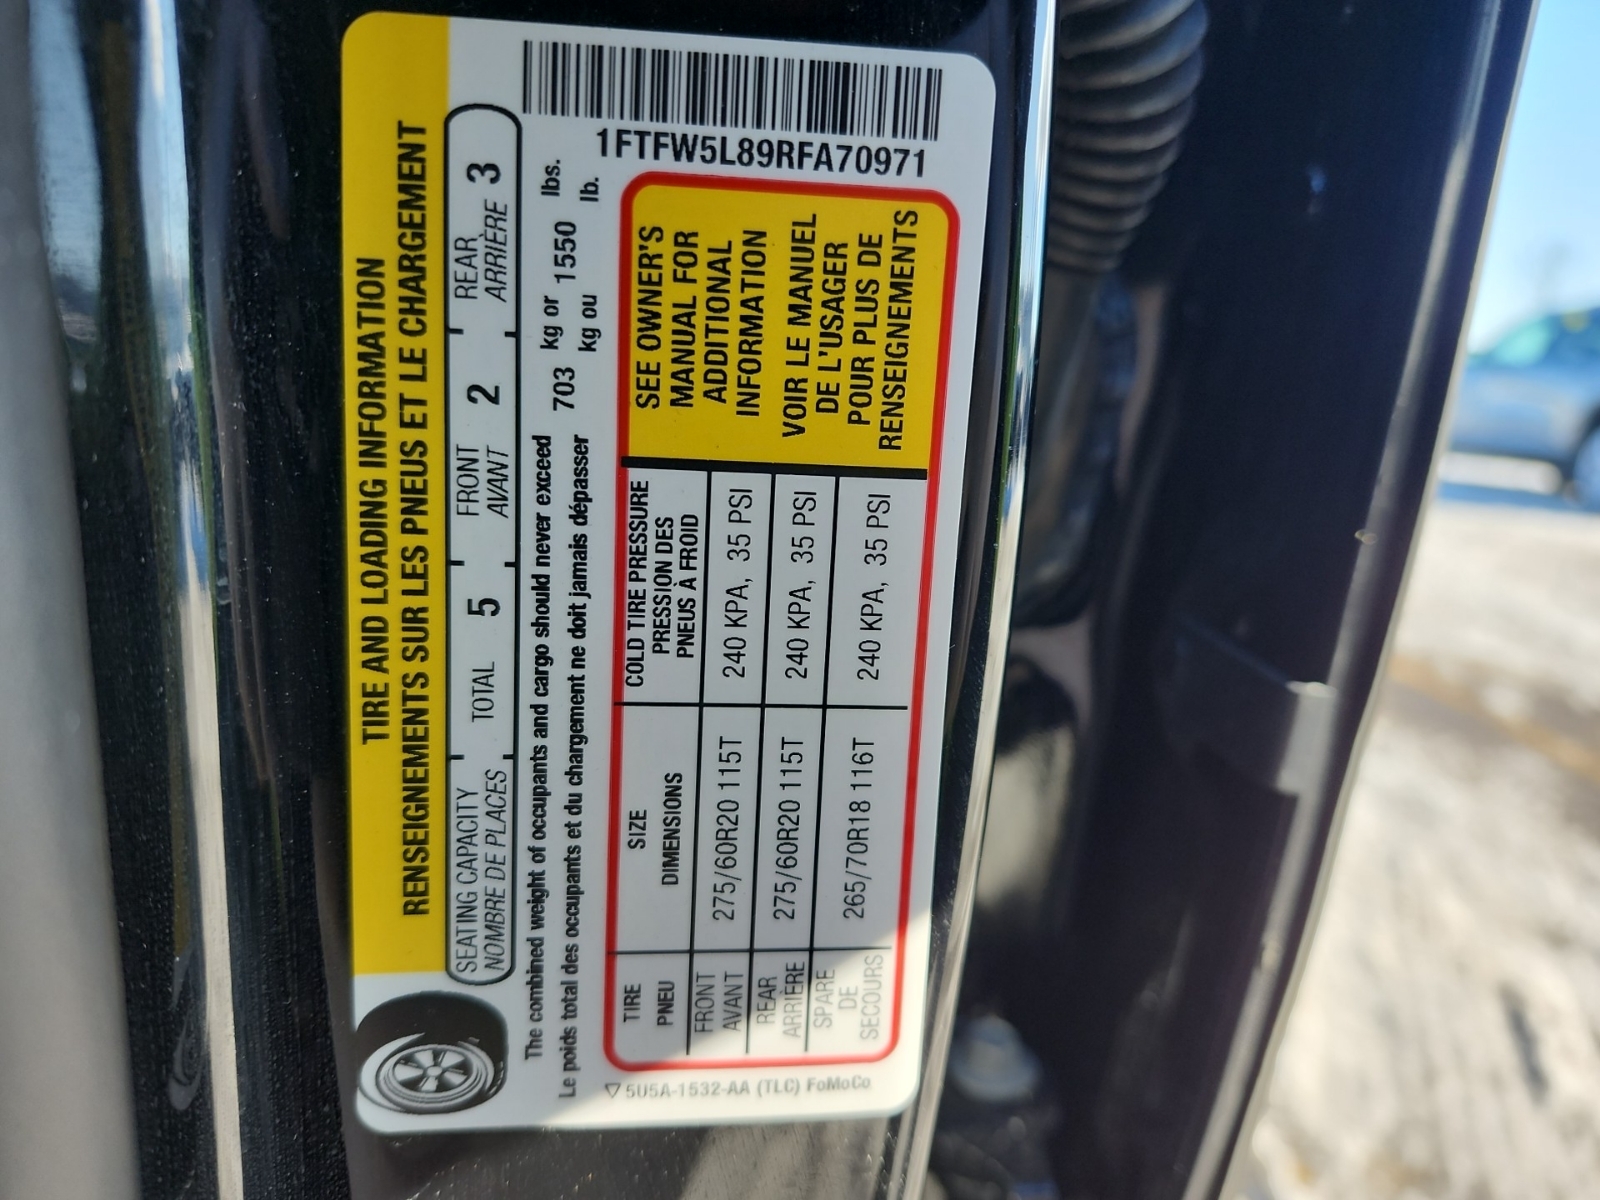 TIRE AND LOADING INFORMATION
RENSEIGNEMENTS SUR LES PNEUS ET LE CHARGEMENT
SEATING CAPACITY
NOMBRE DE PLACES
TOTAL 5
FRONT
AVANT
2
REAR
ARRIÈRE
3
The combined weight of occupants and cargo should never exceed 703 kg or 1550 lbs.
Le poids total des occupants et du chargement ne doit jamais dépasser kg ou lb.
1FTFW5L89RFA70971
TIRE
PNEU
SIZE
DIMENSIONS
COLD TIRE PRESSURE
PRESSION DES
PNEUS À FROID
FRONT
AVANT
275/60R20 115T
240 KPA, 35 PSI
REAR
ARRIÈRE
275/60R20 115T
240 KPA, 35 PSI
SPARE
DE
SECOURS
265/70R18 116T
240 KPA, 35 PSI
SEE OWNER'S
MANUAL FOR
ADDITIONAL
INFORMATION
VOIR LE MANUEL
DE L'USAGER
POUR PLUS DE
RENSEIGNEMENTS
5U5A-1532-AA (TLC) FoMoCo